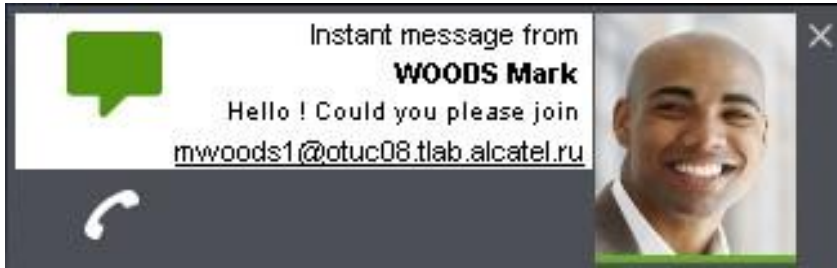 Instant message from
WOODS Mark
Hello ! Could you please join
mwoods1@otuc08.tlab.alcatel.ru